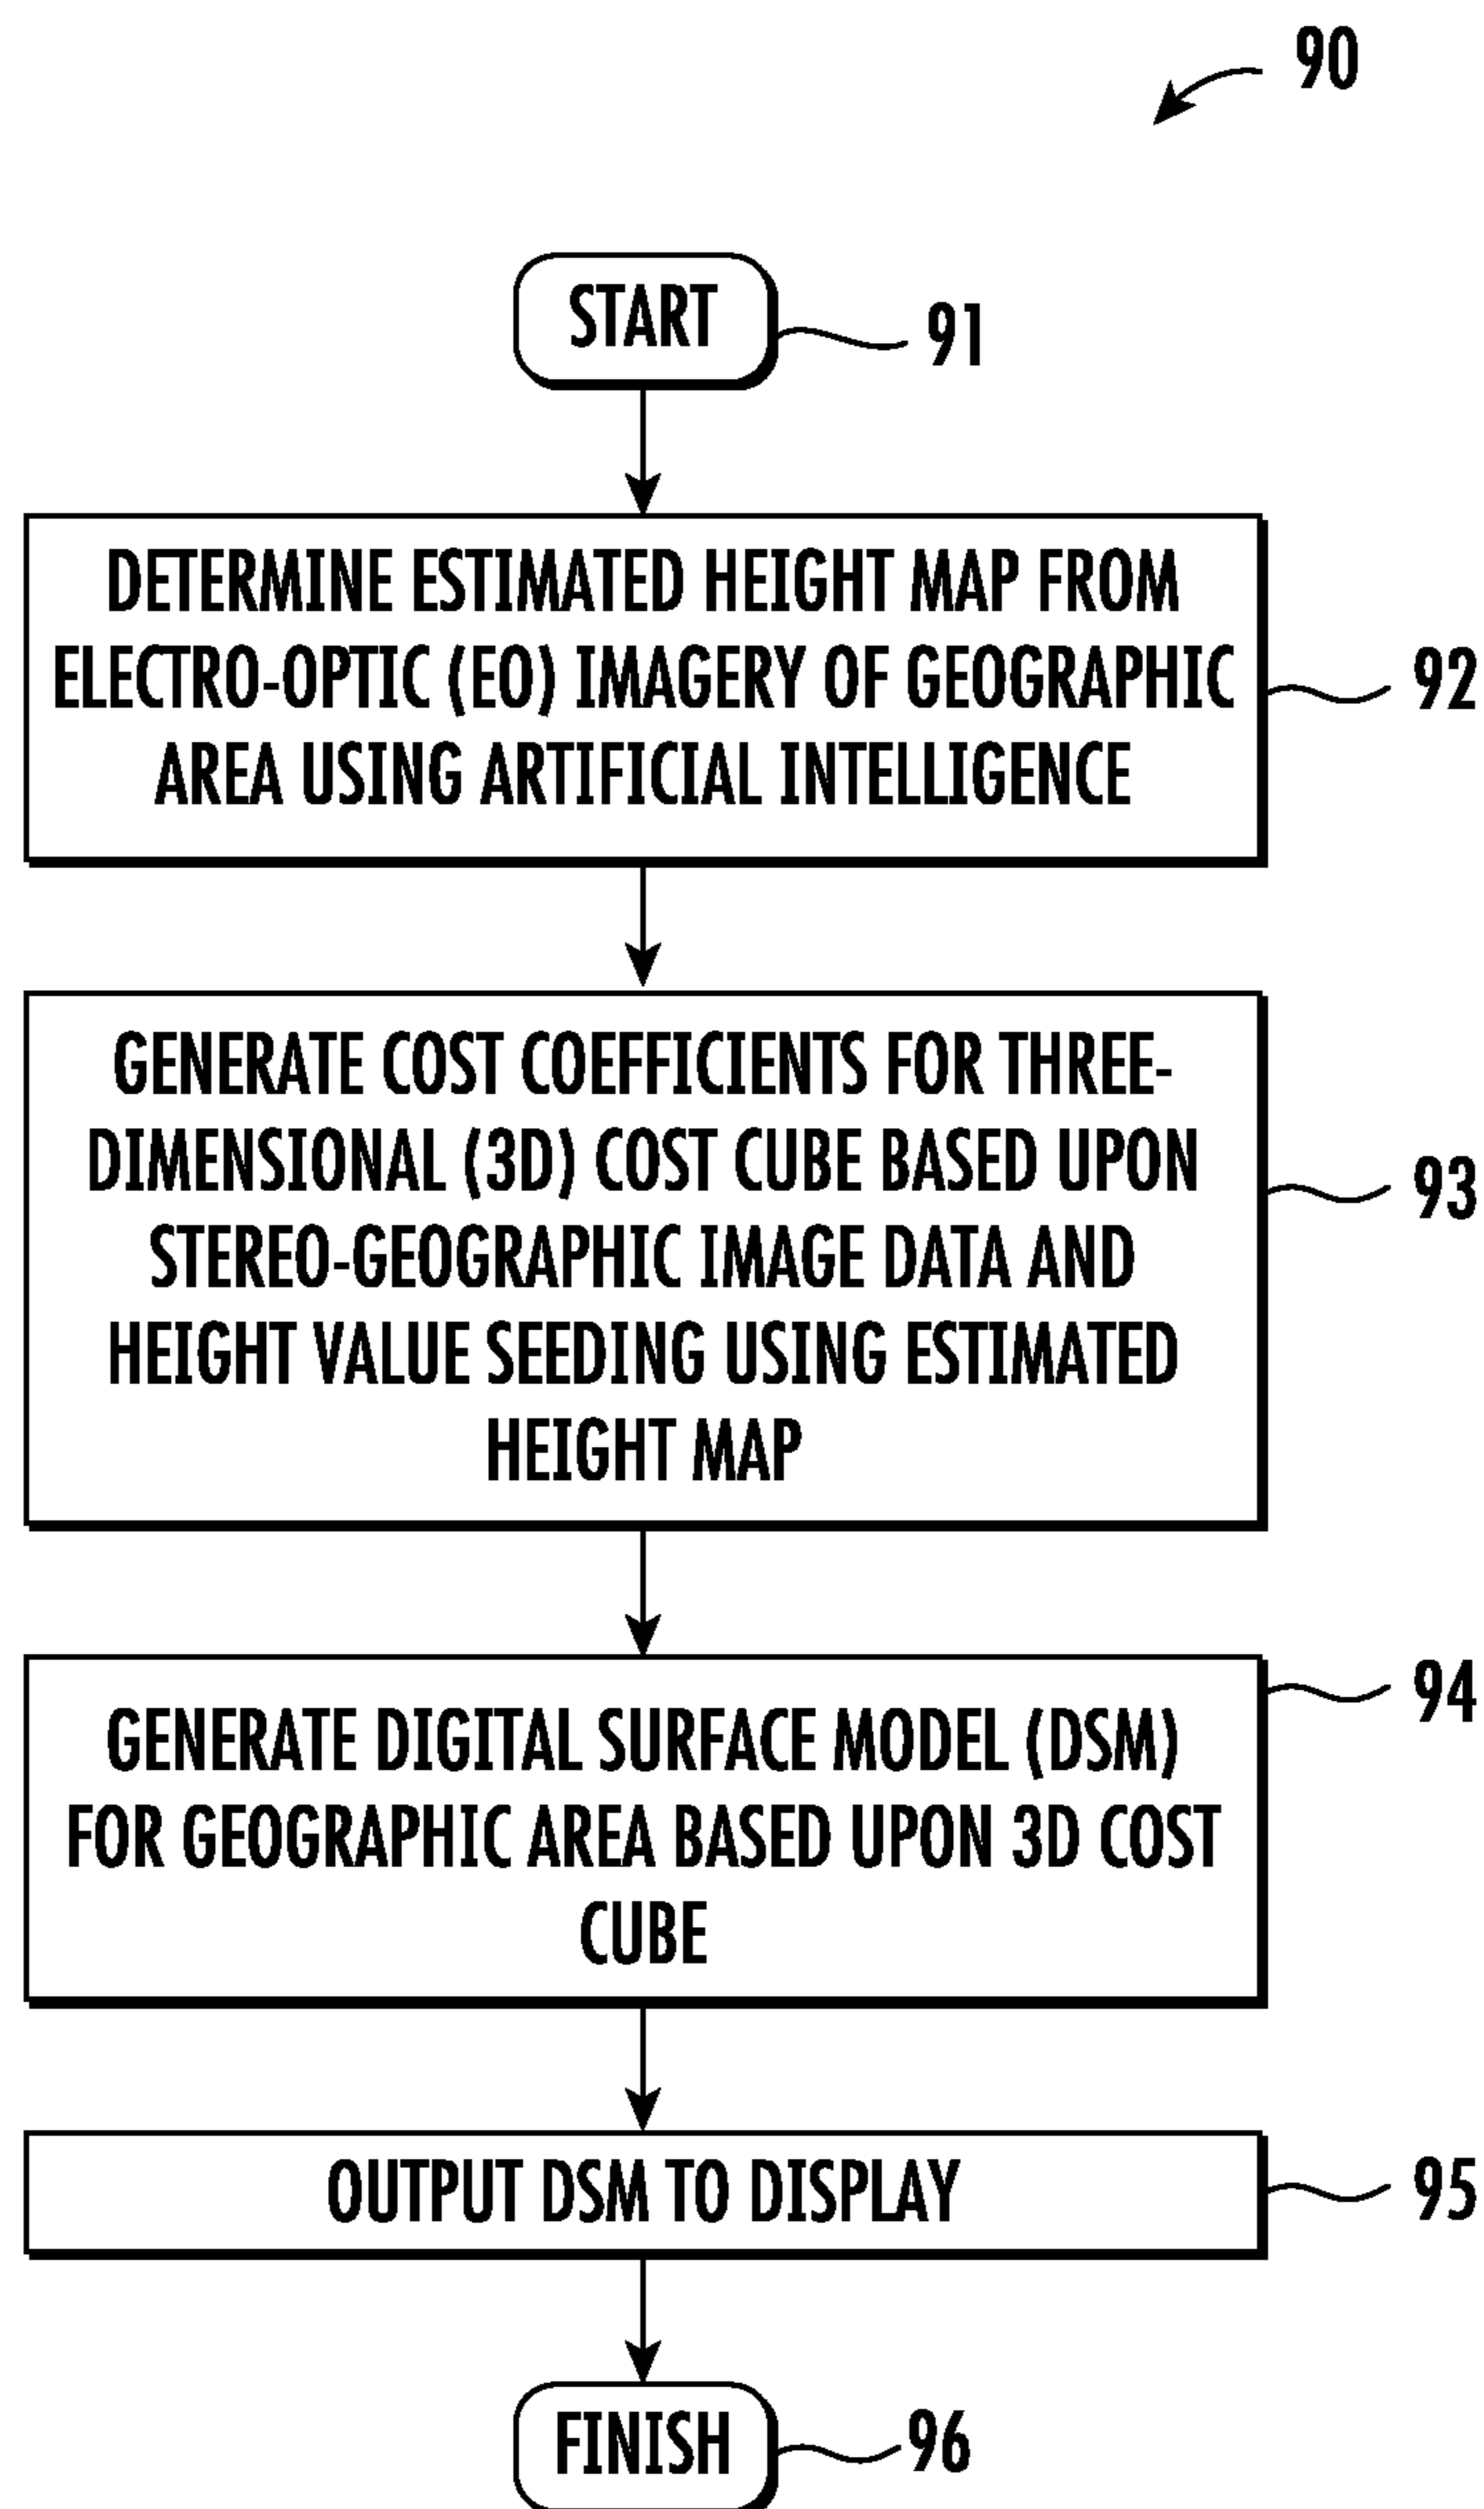 90
START
91
DETERMINE ESTIMATED HEIGHT MAP FROM
ELECTRO-OPTIC (EO) IMAGERY OF GEOGRAPHIC
AREA USING ARTIFICIAL INTELLIGENCE
92
GENERATE COST COEFFICIENTS FOR THREE-
DIMENSIONAL (3D) COST CUBE BASED UPON
STEREO-GEOGRAPHIC IMAGE DATA AND
HEIGHT VALUE SEEDING USING ESTIMATED
HEIGHT MAP
93
GENERATE DIGITAL SURFACE MODEL (DSM)
FOR GEOGRAPHIC AREA BASED UPON 3D COST
CUBE
94
OUTPUT DSM TO DISPLAY
95
FINISH
96